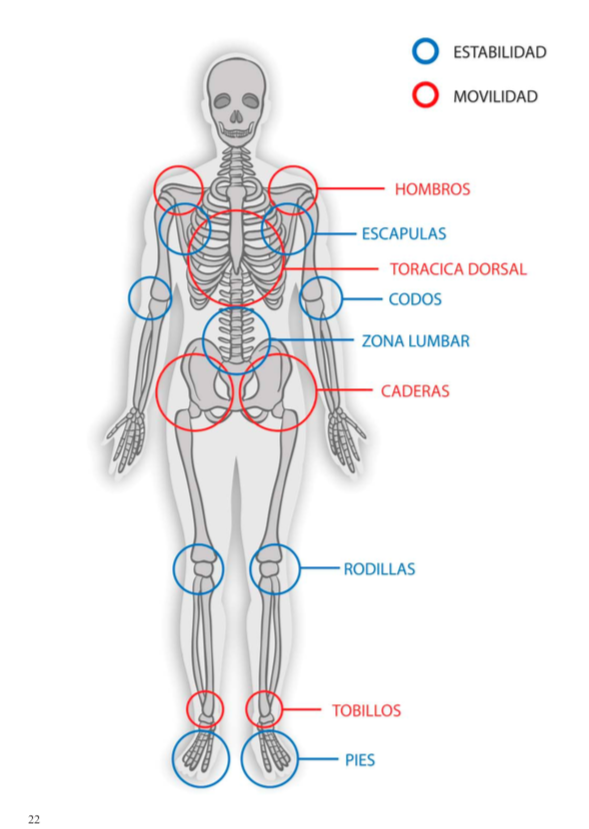 ESTABILIDAD
MOVILIDAD
HOMBROS
ESCAPULAS
TORACICA DORSAL
CODOS
ZONA LUMBAR
CADERAS
RODILLAS
TOBILLOS
PIES
22